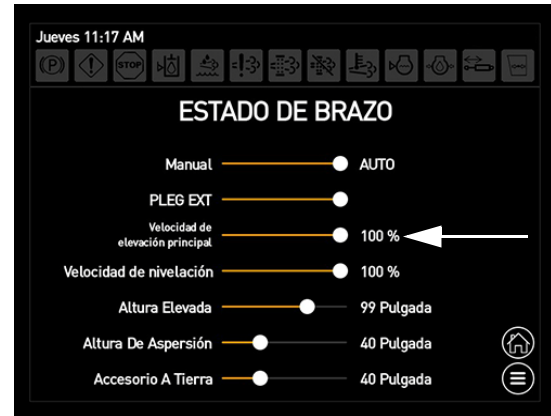 Jueves 11:17 AM
(P) STOP
ESTADO DE BRAZO
Manual AUTO
PLEG EXT
Velocidad de
elevación principal 100 %
Velocidad de nivelación 100 %
Altura Elevada 99 Pulgada
Altura De Aspersión 40 Pulgada
Accesorio A Tierra 40 Pulgada